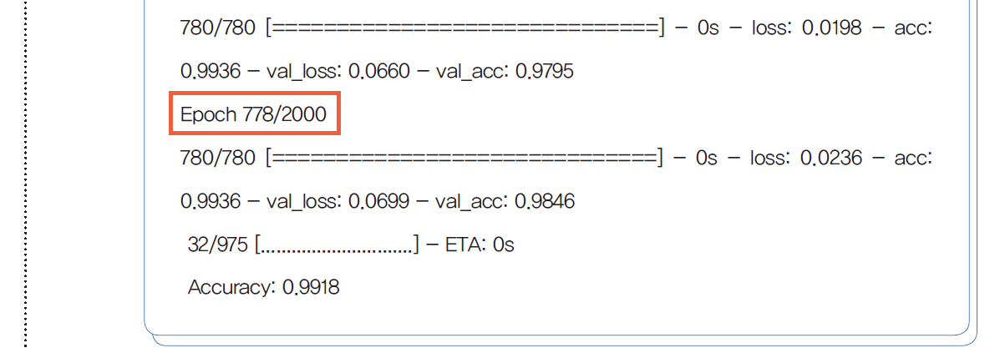 780/780 [==============================] - 0s - loss: 0.0198 - acc:
0.9936 - val_loss: 0.0660 - val_acc: 0.9795
Epoch 778/2000
780/780 [==============================] - 0s - loss: 0.0236 - acc:
0.9936 - val_loss: 0.0699 - val_acc: 0.9846
32/975 [..............................] - ETA: 0s
Accuracy: 0.9918